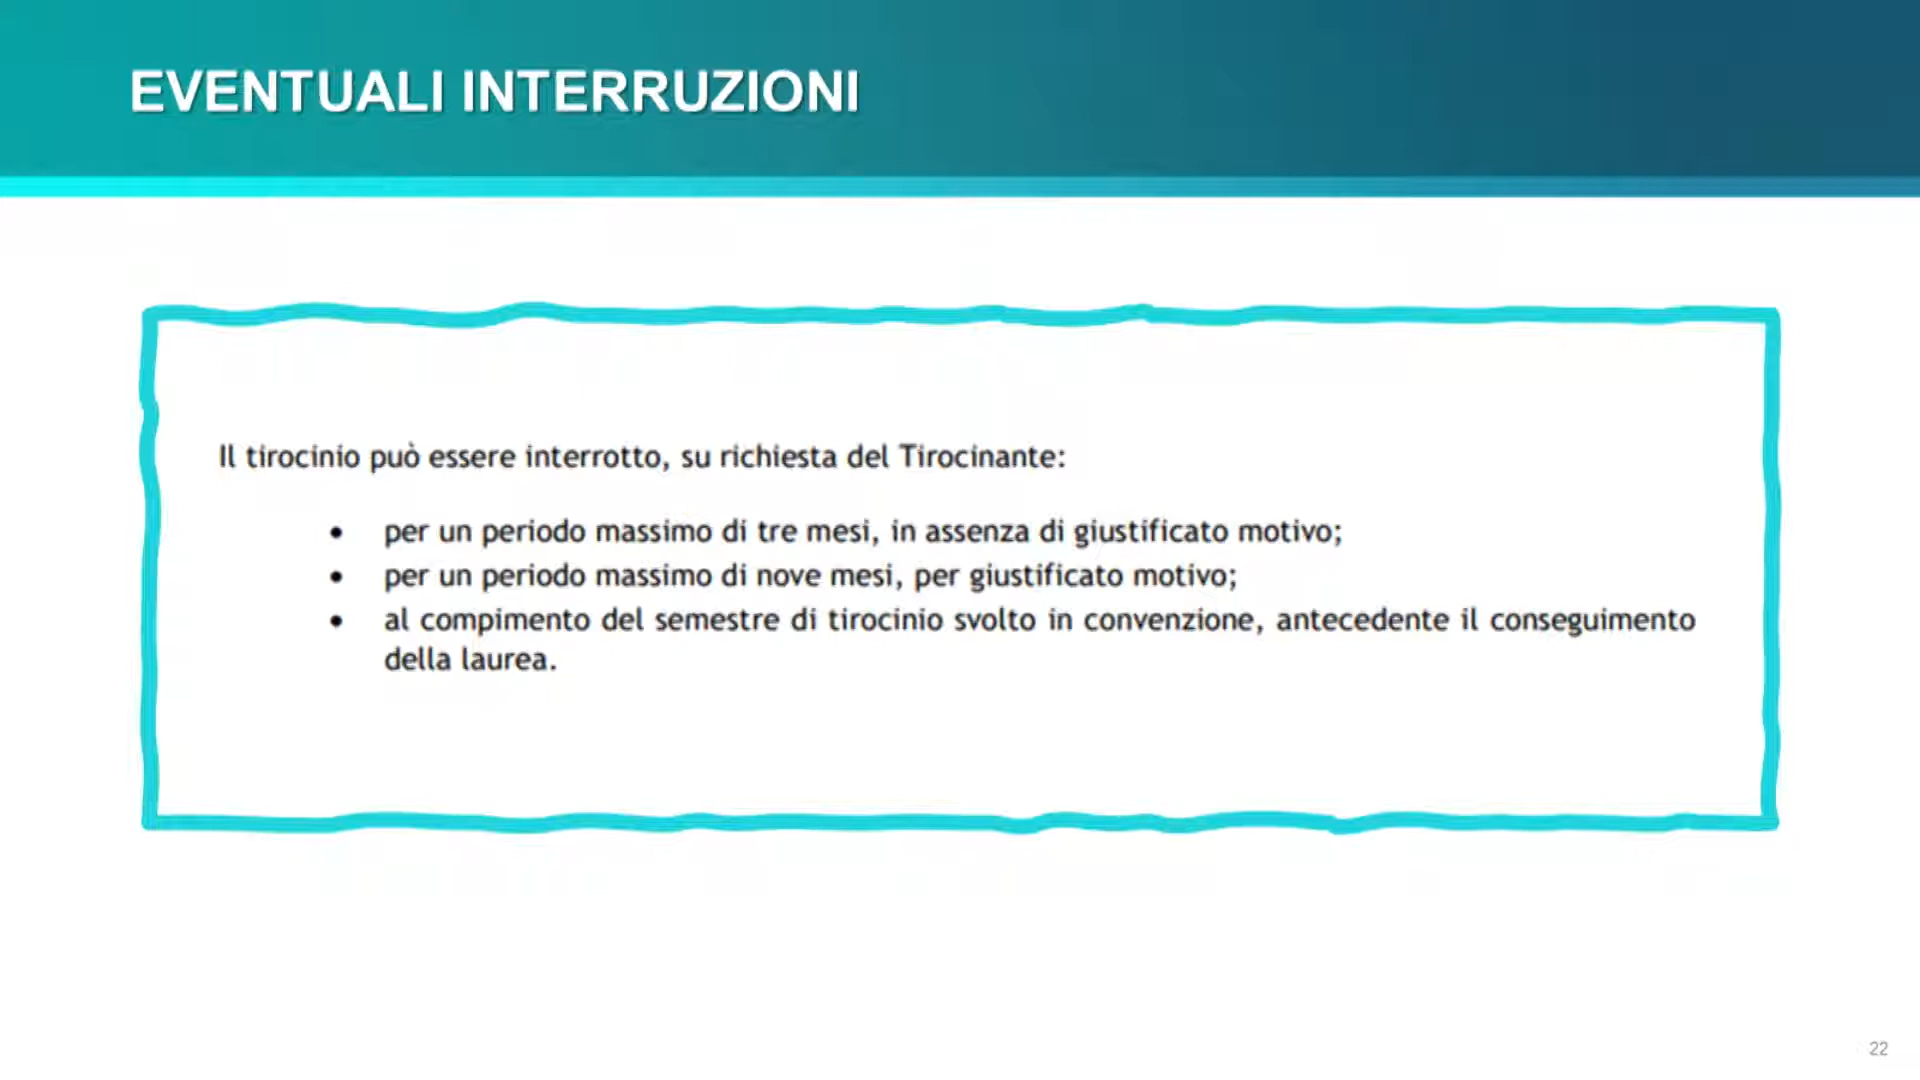 EVENTUALI INTERRUZIONI
Il tirocinio può essere interrotto, su richiesta del Tirocinante:
• per un periodo massimo di tre mesi, in assenza di giustificato motivo;
• per un periodo massimo di nove mesi, per giustificato motivo;
• al compimento del semestre di tirocinio svolto in convenzione, antecedente il conseguimento
della laurea.
22